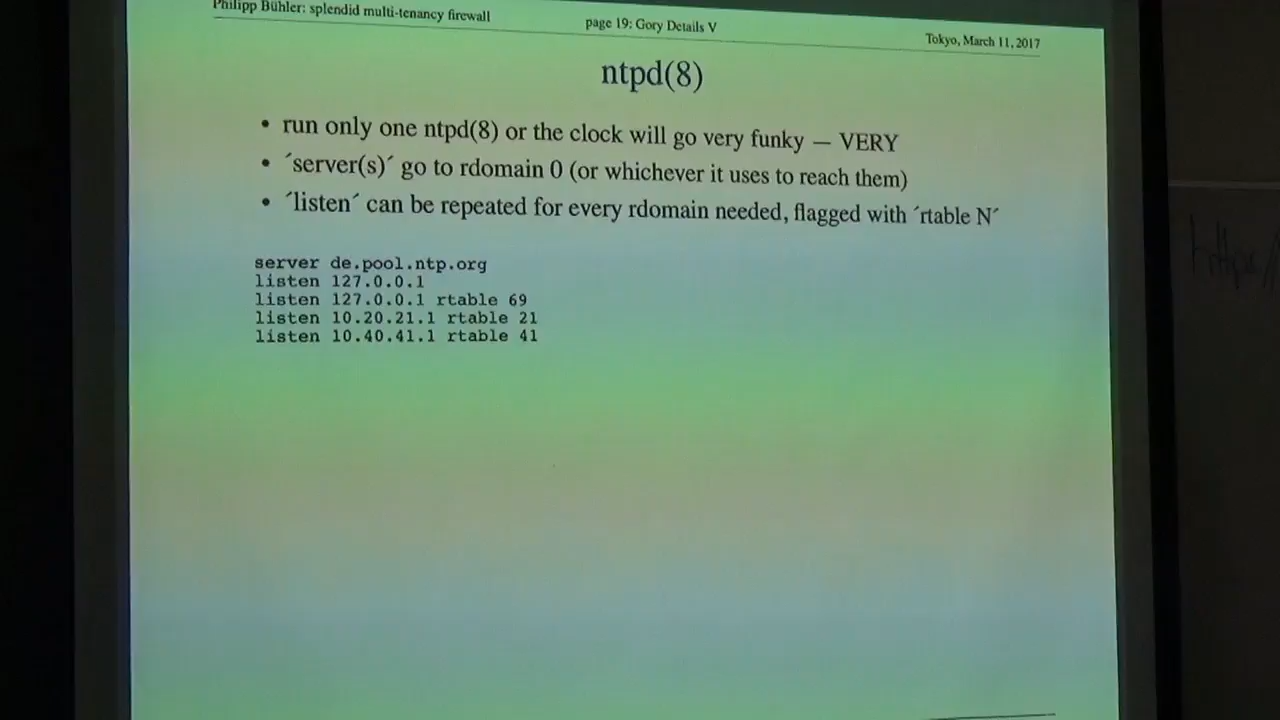 Philipp Bühler: splendid multi-tenancy firewall
page 19: Gory Details V
Tokyo, March 11, 2017
ntpd(8)
• run only one ntpd(8) or the clock will go very funky — VERY
• ´server(s)´ go to rdomain 0 (or whichever it uses to reach them)
• ´listen´ can be repeated for every rdomain needed, flagged with ´rtable N´
server de.pool.ntp.org
listen 127.0.0.1
listen 127.0.0.1 rtable 69
listen 10.20.21.1 rtable 21
listen 10.40.41.1 rtable 41